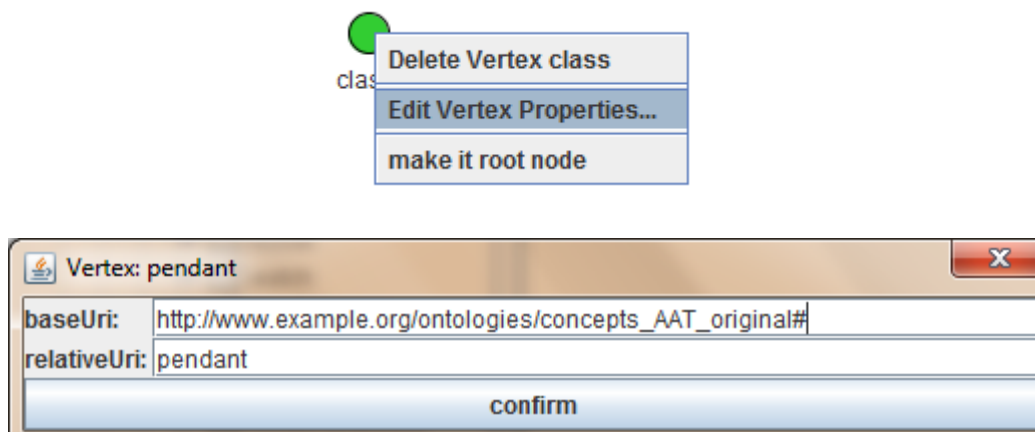 Delete Vertex class
clas
Edit Vertex Properties...
make it root node
Vertex: pendant
baseUri: http://www.example.org/ontologies/concepts_AAT_original#
relativeUri: pendant
confirm